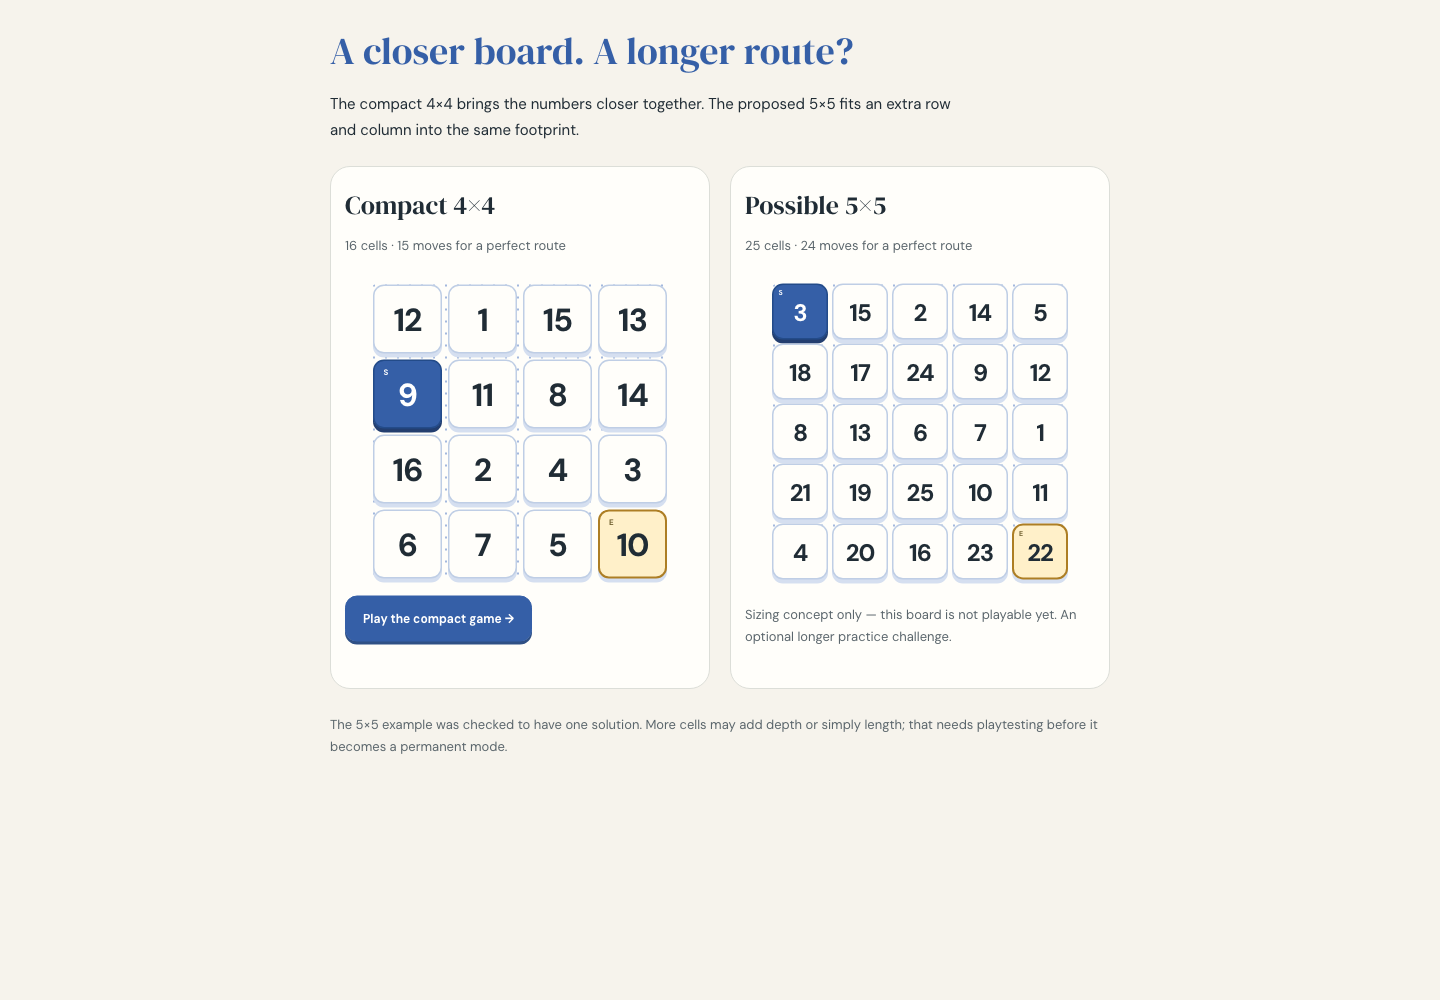 A closer board. A longer route?
The compact 4×4 brings the numbers closer together. The proposed 5×5 fits an extra row
and column into the same footprint.
Compact 4×4
16 cells · 15 moves for a perfect route
12 1 15 13
S
9 11 8 14
16 2 4 3
E
6 7 5 10
Play the compact game →
Possible 5×5
25 cells · 24 moves for a perfect route
S
3 15 2 14 5
18 17 24 9 12
8 13 6 7 1
21 19 25 10 11
E
4 20 16 23 22
Sizing concept only — this board is not playable yet. An
optional longer practice challenge.
The 5×5 example was checked to have one solution. More cells may add depth or simply length; that needs playtesting before it
becomes a permanent mode.